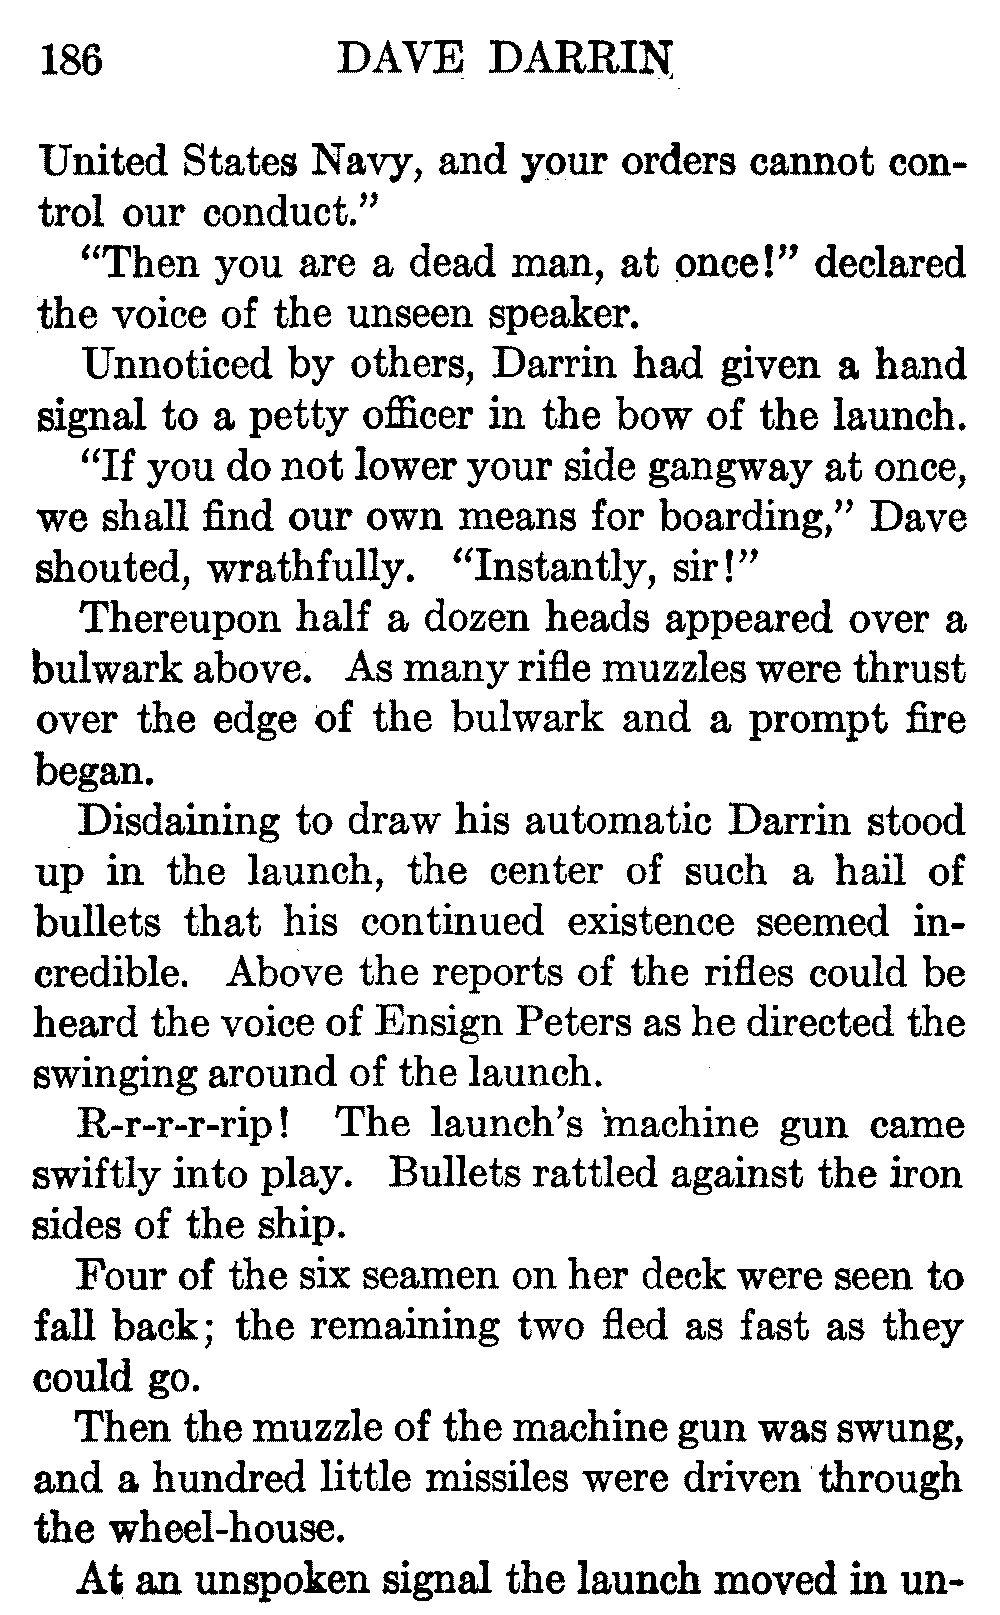 186 DAVE DARRIN
United States Navy, and your orders cannot con-
trol our conduct.”
“Then you are a dead man, at once!” declared
the voice of the unseen speaker.
Unnoticed by others, Darrin had given a hand
signal to a petty officer in the bow of the launch.
“If you do not lower your side gangway at once,
we shall find our own means for boarding,” Dave
shouted, wrathfully. “Instantly, sir!”
Thereupon half a dozen heads appeared over a
bulwark above. As many rifle muzzles were thrust
over the edge of the bulwark and a prompt fire
began.
Disdaining to draw his automatic Darrin stood
up in the launch, the center of such a hail of
bullets that his continued existence seemed in-
credible. Above the reports of the rifles could be
heard the voice of Ensign Peters as he directed the
swinging around of the launch.
R-r-r-r-rip! The launch’s machine gun came
swiftly into play. Bullets rattled against the iron
sides of the ship.
Four of the six seamen on her deck were seen to
fall back; the remaining two fled as fast as they
could go.
Then the muzzle of the machine gun was swung,
and a hundred little missiles were driven through
the wheel-house.
At an unspoken signal the launch moved in un-